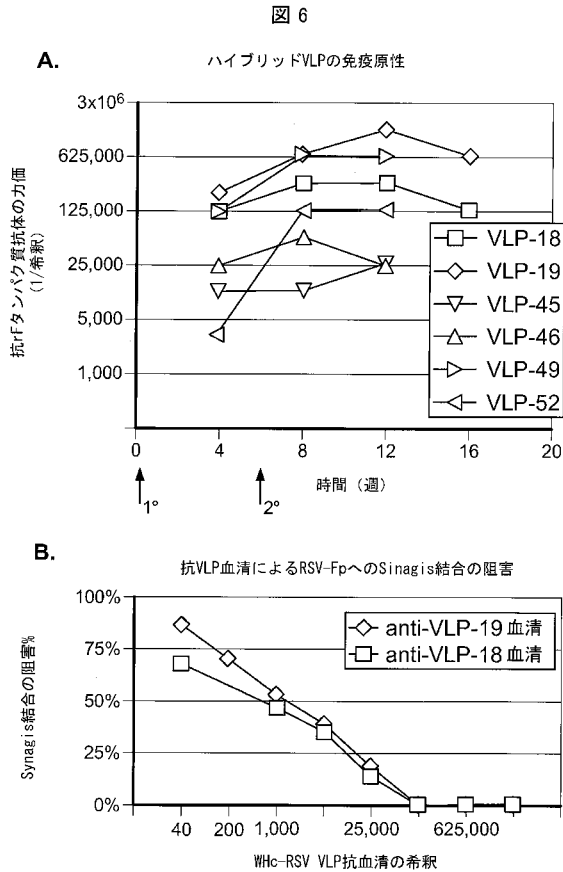 図 6
A.
ハイブリッドVLPの免疫原性
抗rFタンパク質抗体の力価
(1/希釈)
3x10⁶
625,000
125,000
25,000
5,000
1,000
VLP-18
VLP-19
VLP-45
VLP-46
VLP-49
VLP-52
0 4 8 12 16 20
時間 (週)
1° 2°
B.
抗VLP血清によるRSV-FpへのSinagis結合の阻害
Synagis結合の阻害%
100%
75%
50%
25%
0%
anti-VLP-19血清
anti-VLP-18血清
40 200 1,000 25,000 625,000
WHc-RSV VLP抗血清の希釈